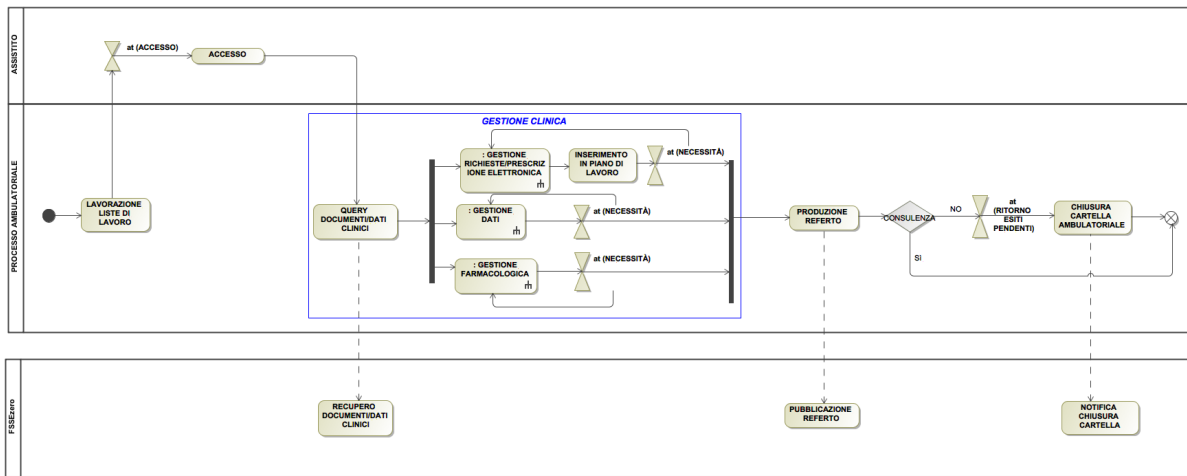 ASSISTITO
at (ACCESSO)
ACCESSO
PROCESSO AMBULATORIALE
LAVORAZIONE
LISTE DI
LAVORO
GESTIONE CLINICA
QUERY
DOCUMENTI/DATI
CLINICI
: GESTIONE
RICHIESTE/PRESCRIZ
IONE ELETTRONICA
INSERIMENTO
IN PIANO DI
LAVORO
at (NECESSITÀ)
: GESTIONE
DATI
at (NECESSITÀ)
: GESTIONE
FARMACOLOGICA
at (NECESSITÀ)
PRODUZIONE
REFERTO
CONSULENZA
NO
SÌ
at
(RITORNO
ESITI
PENDENTI)
CHIUSURA
CARTELLA
AMBULATORIALE
FSSEzero
RECUPERO
DOCUMENTI/DATI
CLINICI
PUBBLICAZIONE
REFERTO
NOTIFICA
CHIUSURA
CARTELLA